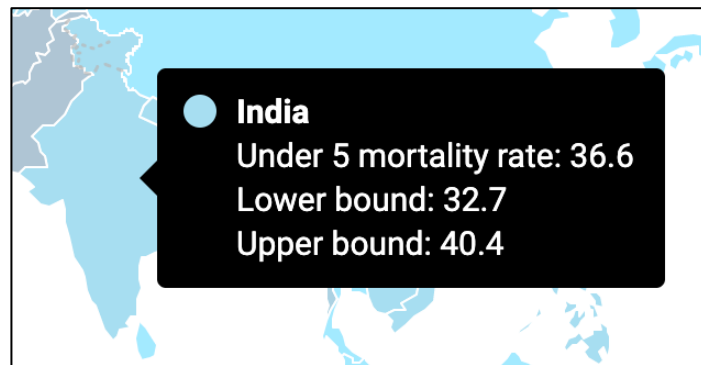 India
Under 5 mortality rate: 36.6
Lower bound: 32.7
Upper bound: 40.4